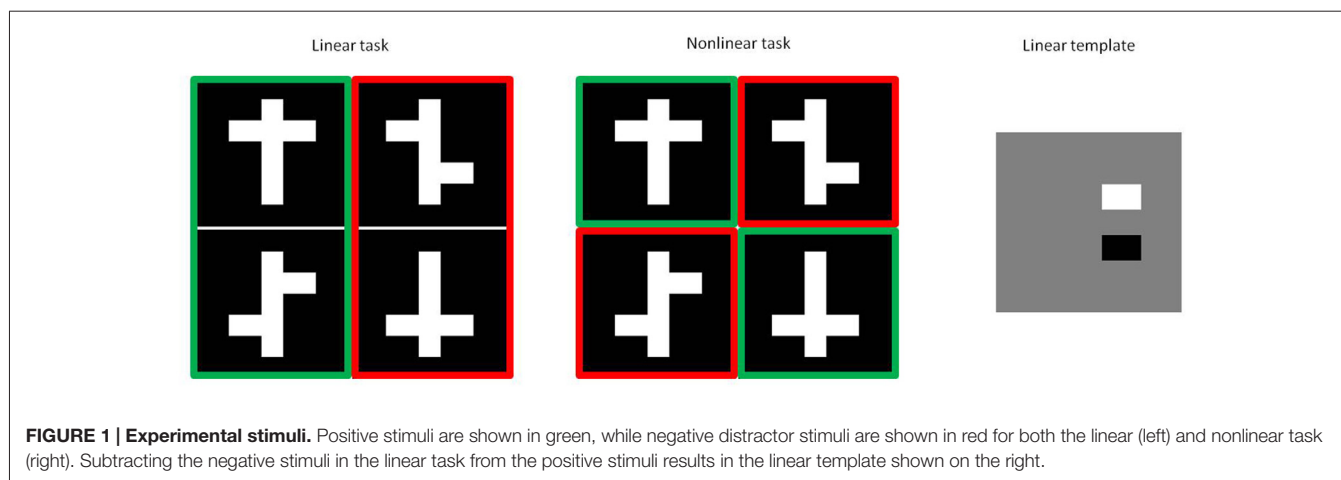 Linear task
Nonlinear task
Linear template
FIGURE 1 | Experimental stimuli. Positive stimuli are shown in green, while negative distractor stimuli are shown in red for both the linear (left) and nonlinear task
(right). Subtracting the negative stimuli in the linear task from the positive stimuli results in the linear template shown on the right.